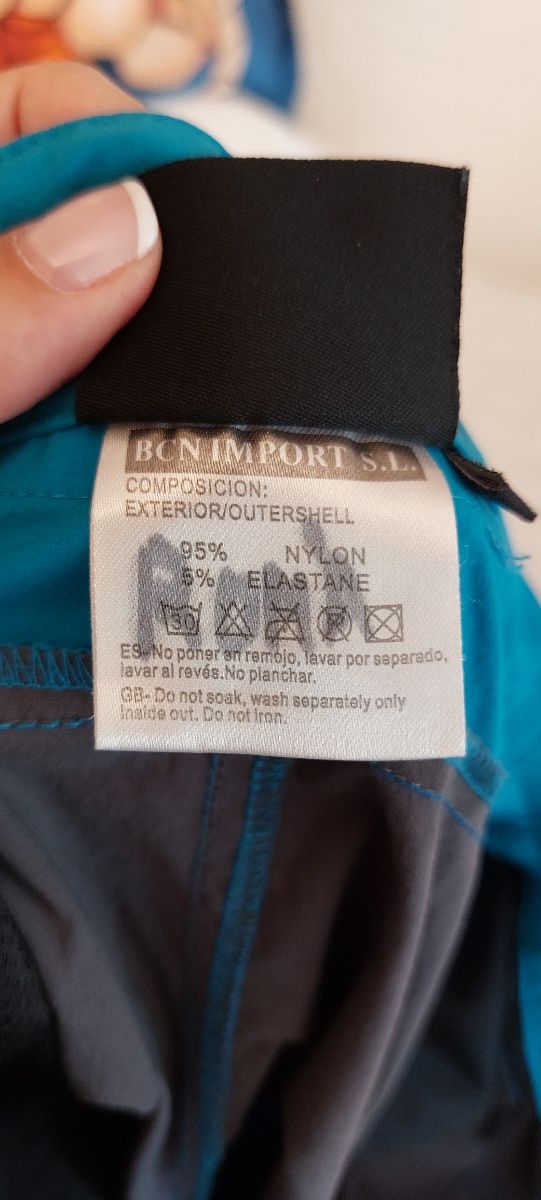 BCN IMPORT S.L.
COMPOSICION:
EXTERIOR/OUTERSHELL
95% NYLON
5% ELASTANE
30
ES-No poner en remojo, lavar por separado,
lavar al revés.No planchar.
GB- Do not soak, wash separately only
Inside out. Do not iron.